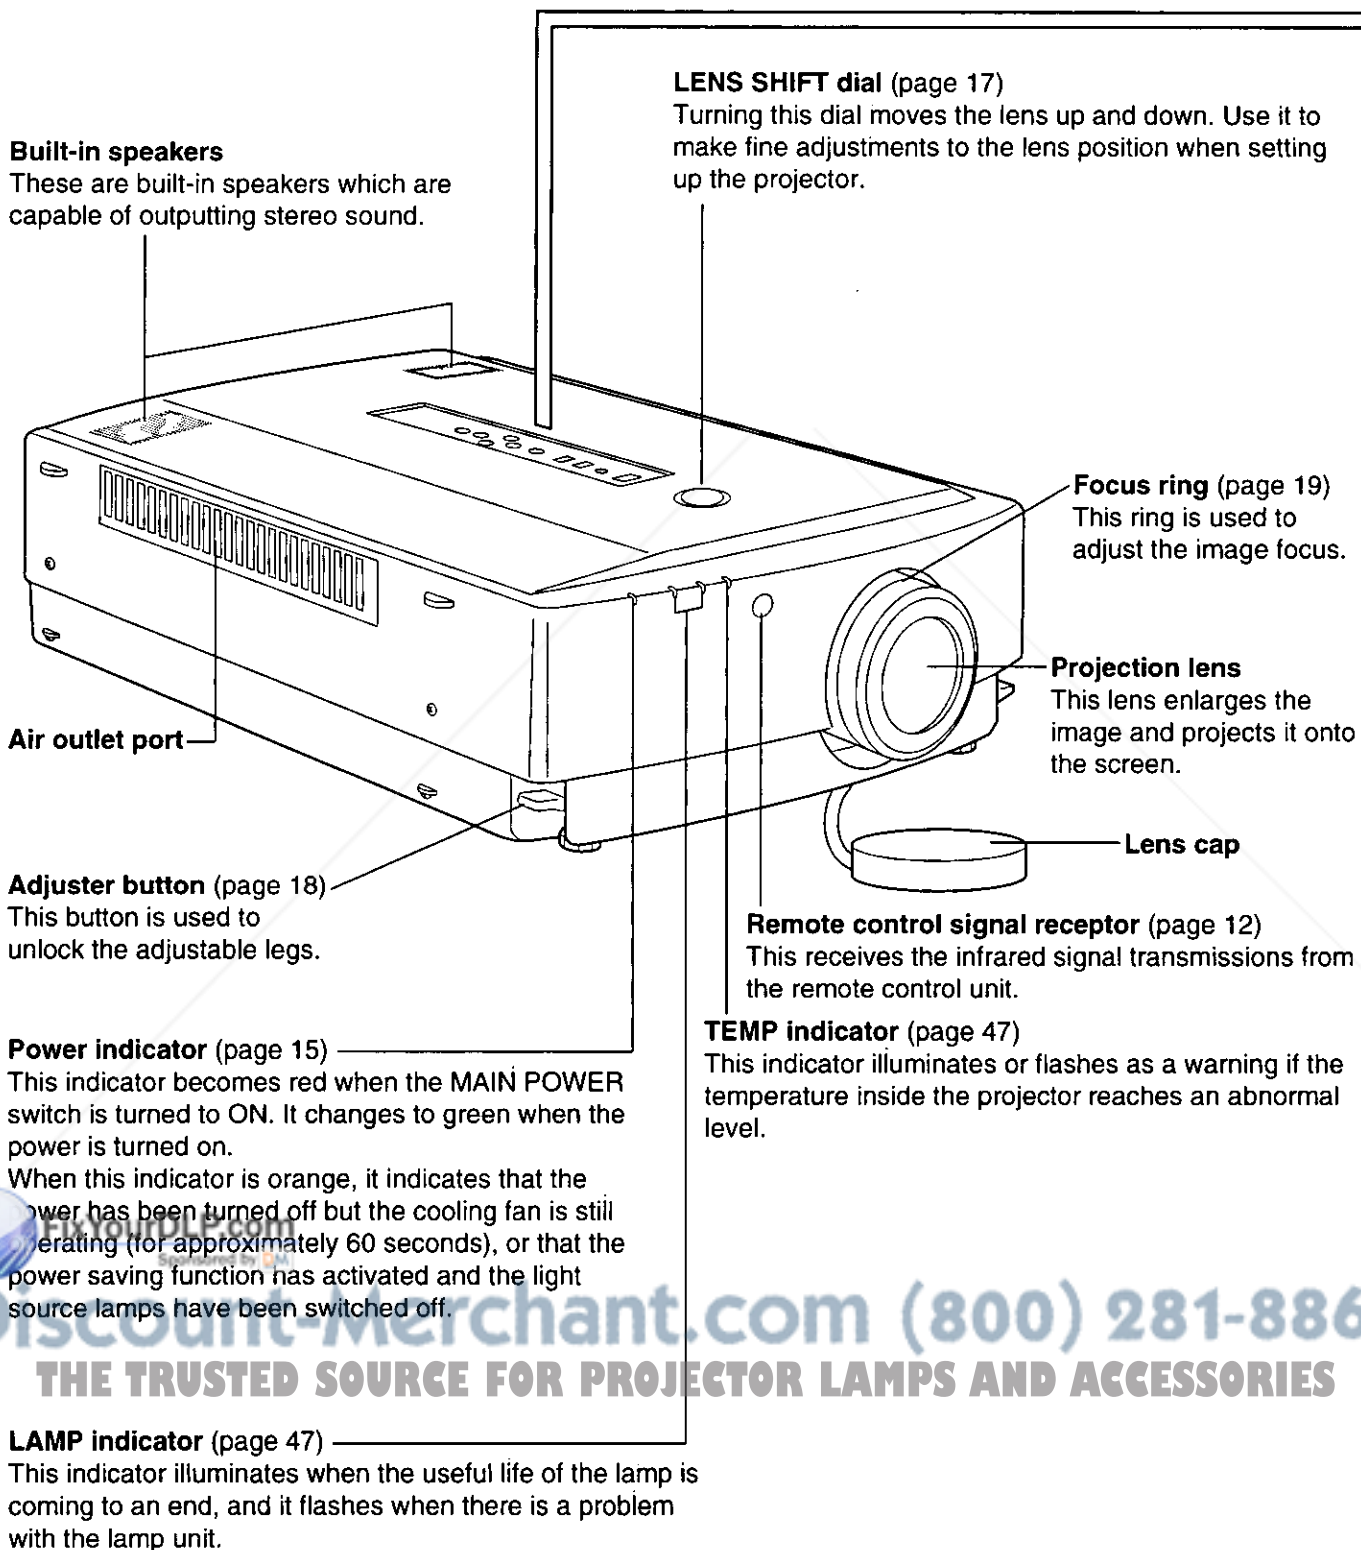 LENS SHIFT dial (page 17)
Turning this dial moves the lens up and down. Use it to
make fine adjustments to the lens position when setting
up the projector.
Built-in speakers
These are built-in speakers which are
capable of outputting stereo sound.
Focus ring (page 19)
This ring is used to
adjust the image focus.
Projection lens
This lens enlarges the
image and projects it onto
the screen.
Air outlet port
Lens cap
Adjuster button (page 18)
This button is used to
unlock the adjustable legs.
Remote control signal receptor (page 12)
This receives the infrared signal transmissions from
the remote control unit.
TEMP indicator (page 47)
This indicator illuminates or flashes as a warning if the
temperature inside the projector reaches an abnormal
level.
Power indicator (page 15)
This indicator becomes red when the MAIN POWER
switch is turned to ON. It changes to green when the
power is turned on.
When this indicator is orange, it indicates that the
power has been turned off but the cooling fan is still
operating (for approximately 60 seconds), or that the
power saving function has activated and the light
source lamps have been switched off.
FixYourDLP.com
Sponsored by DM
Discount-Merchant.com (800) 281-886
THE TRUSTED SOURCE FOR PROJECTOR LAMPS AND ACCESSORIES
LAMP indicator (page 47)
This indicator illuminates when the useful life of the lamp is
coming to an end, and it flashes when there is a problem
with the lamp unit.